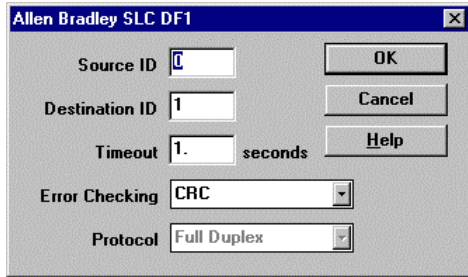 Allen Bradley SLC DF1
Source ID 0
OK
Destination ID 1
Cancel
Timeout 1. seconds
Help
Error Checking CRC
Protocol Full Duplex